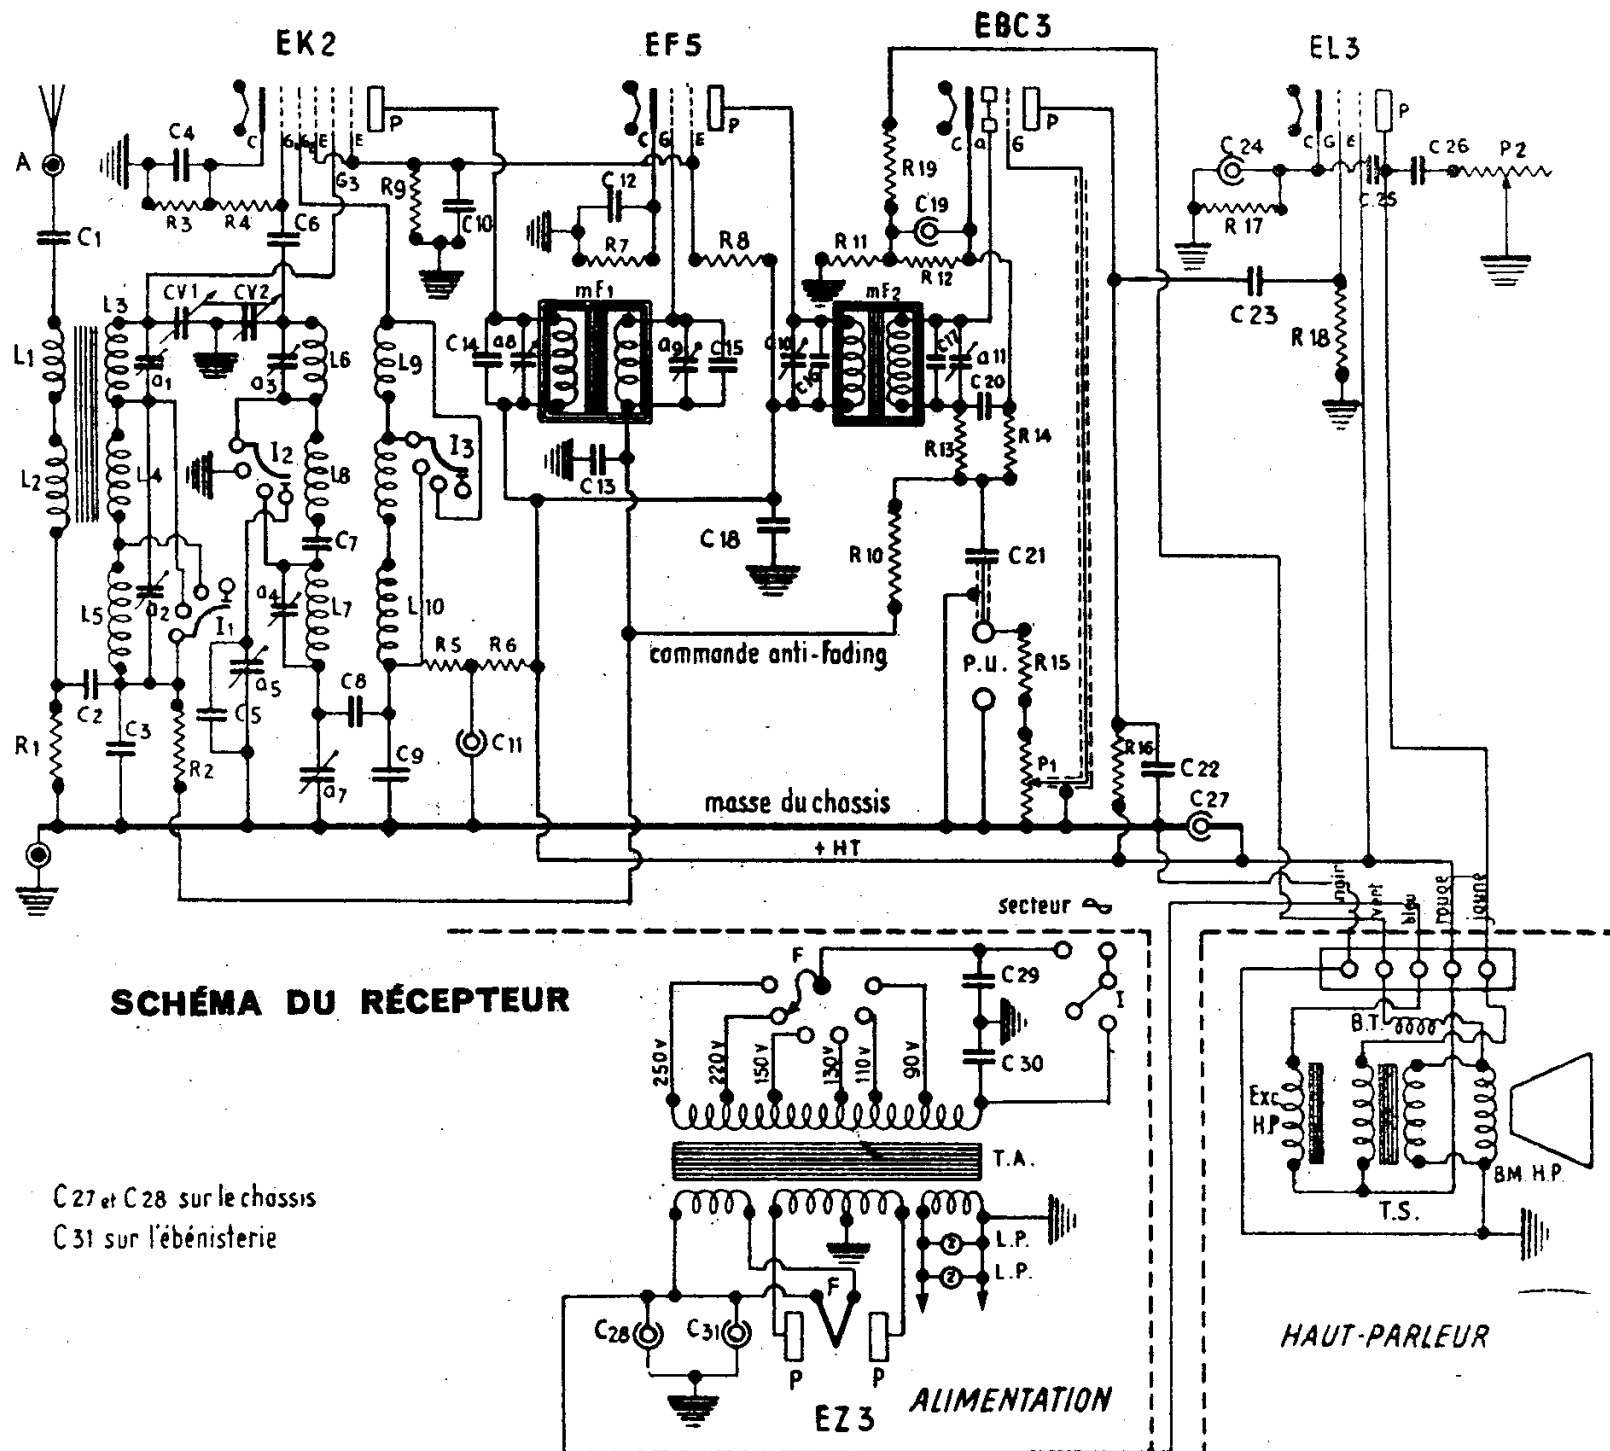 EK2
EF5
EBC3
EL3
A
C4
C
G1
G2
E
E
G3
P
R3
R4
C6
R9
C10
C1
C12
C
G
E
P
R7
R8
C
a
G
P
R19
C19
R11
R12
C24
C
G
E
P
C25
C26
P2
R17
C23
R18
L1
L3
CV1
CV2
a1
a3
L6
L9
C14
a8
mF1
a9
C15
mF2
C17
a11
C20
L2
L4
I2
L8
I3
C13
C18
R13
R14
R10
C21
C7
L5
a2
I1
a4
L7
L10
R5
R6
commande anti-fading
P.U.
R15
a5
C5
C2
C3
R1
R2
C8
C9
C11
a7
P1
R16
C22
C27
masse du chassis
+ HT
noir
vert
bleu
rouge
jaune
secteur
SCHÉMA DU RÉCEPTEUR
F
C29
C30
I
250v
220v
150v
130v
110v
90v
T.A.
B.T.
Exc
H.P
BM H.P.
T.S.
C27 et C28 sur le chassis
C31 sur l'ébénisterie
L.P.
L.P.
F
C28
C31
P
P
EZ3
ALIMENTATION
HAUT-PARLEUR